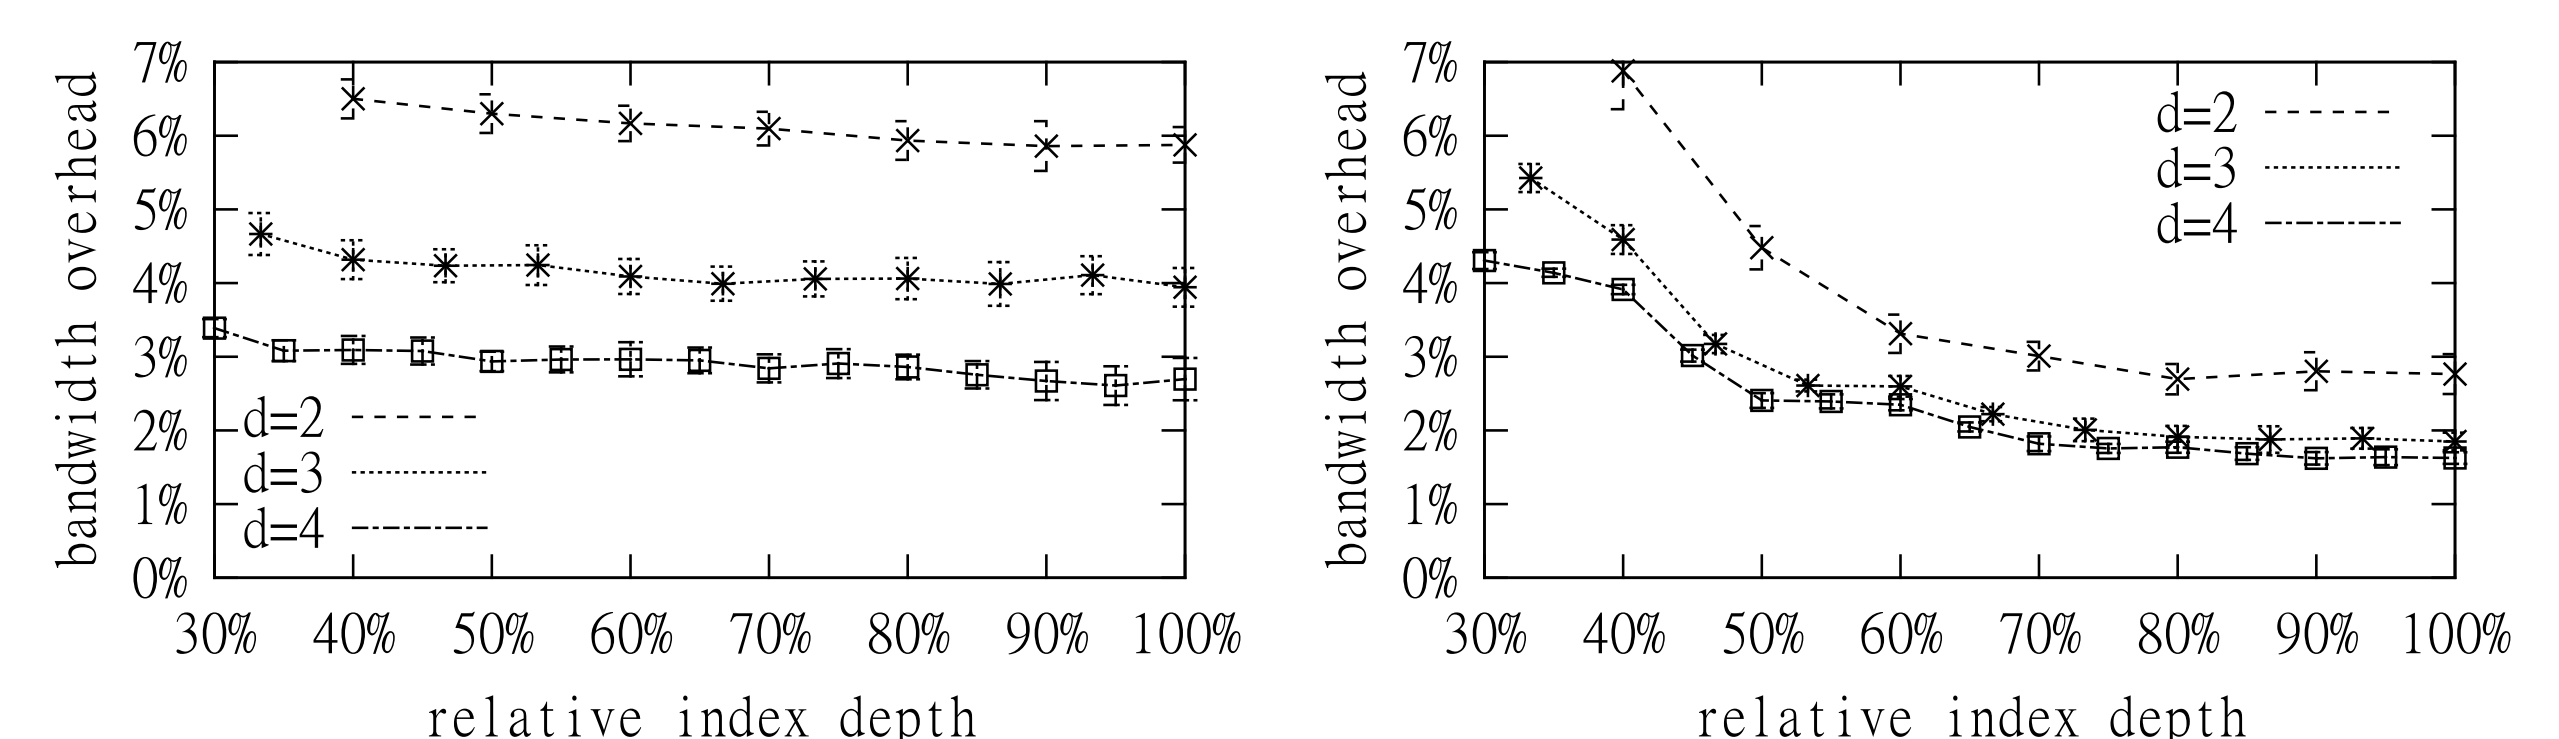 bandwidth overhead
7%
6%
5%
4%
3%
2%
1%
0%
d=2
d=3
d=4
30% 40% 50% 60% 70% 80% 90% 100%
relative index depth
bandwidth overhead
7%
6%
5%
4%
3%
2%
1%
0%
d=2
d=3
d=4
30% 40% 50% 60% 70% 80% 90% 100%
relative index depth